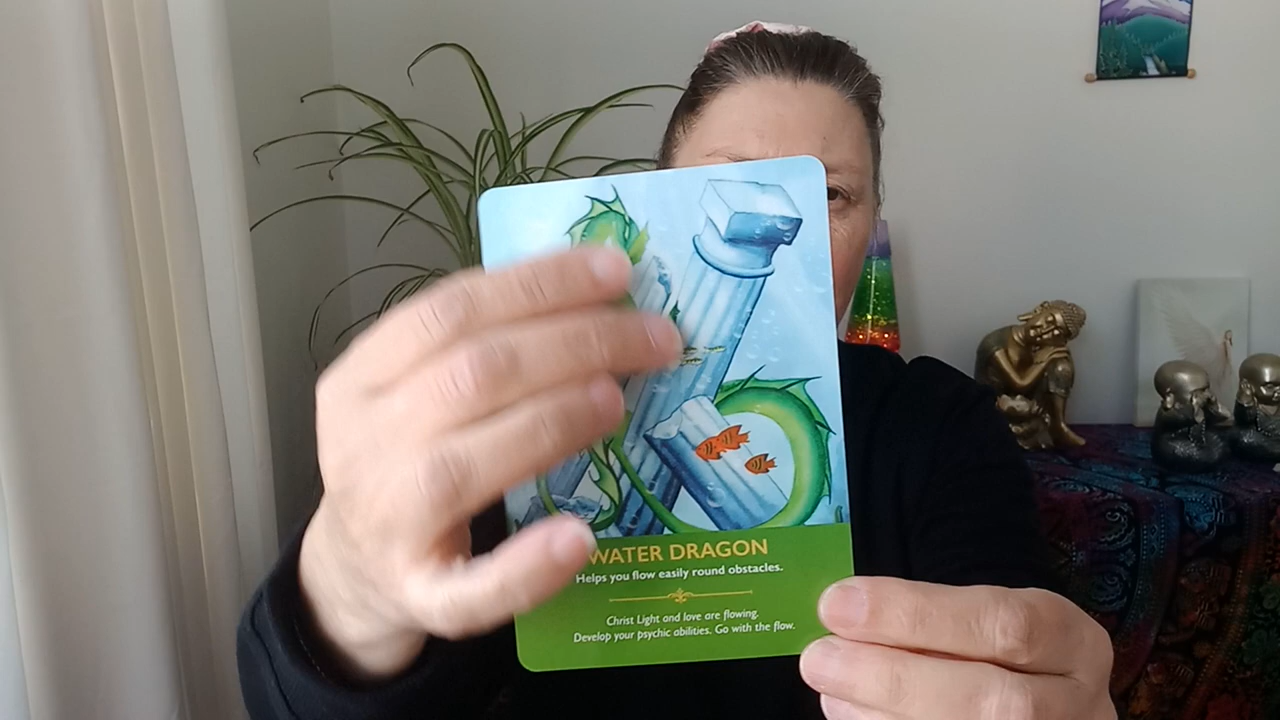 WATER DRAGON
Helps you flow easily round obstacles.
Christ Light and love are flowing.
Develop your psychic abilities. Go with the flow.